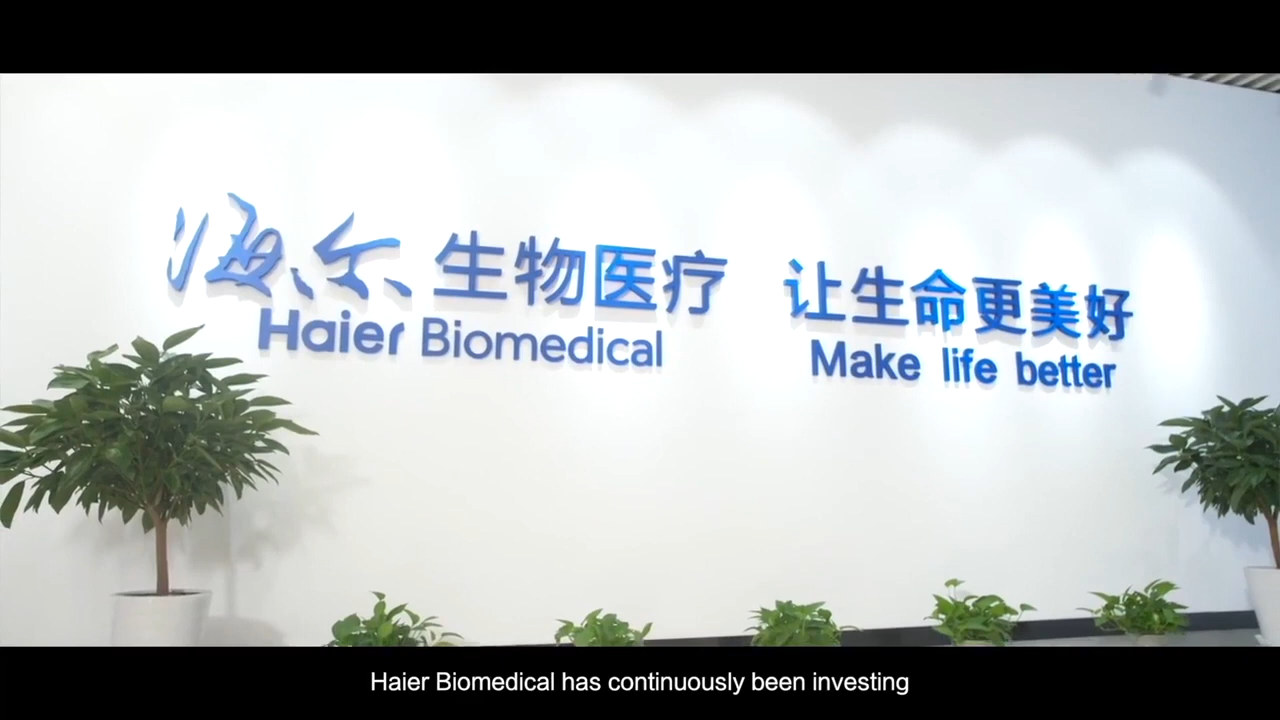 海尔生物医疗 让生命更美好
Haier Biomedical Make life better
Haier Biomedical has continuously been investing